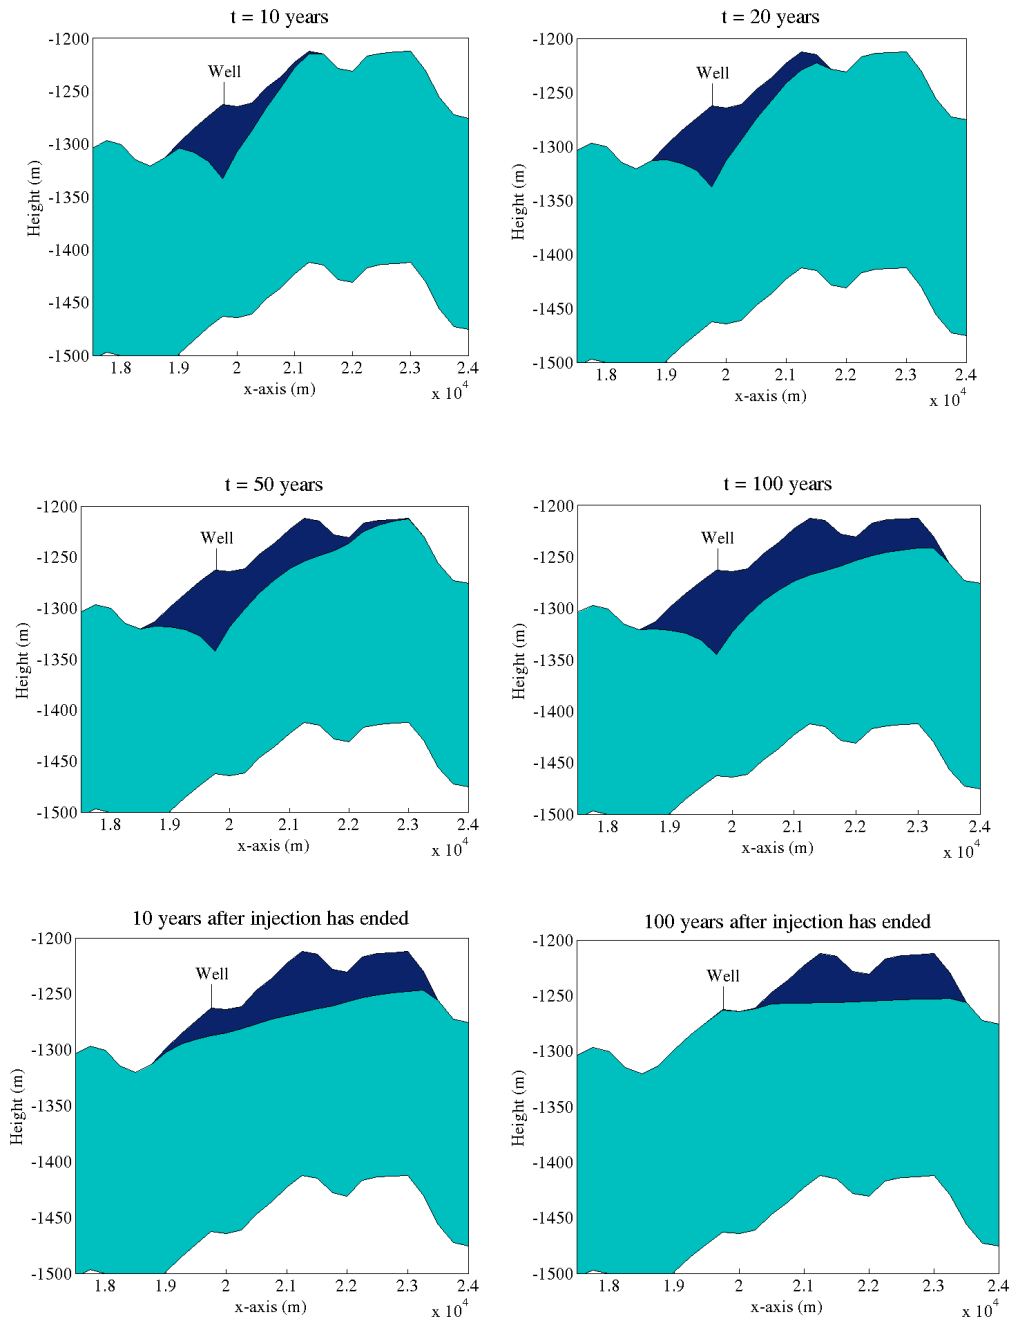 t = 10 years
-1200
-1250
-1300
-1350
-1400
-1450
-1500
Height (m)
Well
1.8 1.9 2 2.1 2.2 2.3 2.4
x-axis (m)
x 10^4
t = 20 years
-1200
-1250
-1300
-1350
-1400
-1450
-1500
Height (m)
Well
1.8 1.9 2 2.1 2.2 2.3 2.4
x-axis (m)
x 10^4
t = 50 years
-1200
-1250
-1300
-1350
-1400
-1450
-1500
Height (m)
Well
1.8 1.9 2 2.1 2.2 2.3 2.4
x-axis (m)
x 10^4
t = 100 years
-1200
-1250
-1300
-1350
-1400
-1450
-1500
Height (m)
Well
1.8 1.9 2 2.1 2.2 2.3 2.4
x-axis (m)
x 10^4
10 years after injection has ended
-1200
-1250
-1300
-1350
-1400
-1450
-1500
Height (m)
Well
1.8 1.9 2 2.1 2.2 2.3 2.4
x-axis (m)
x 10^4
100 years after injection has ended
-1200
-1250
-1300
-1350
-1400
-1450
-1500
Height (m)
Well
1.8 1.9 2 2.1 2.2 2.3 2.4
x-axis (m)
x 10^4